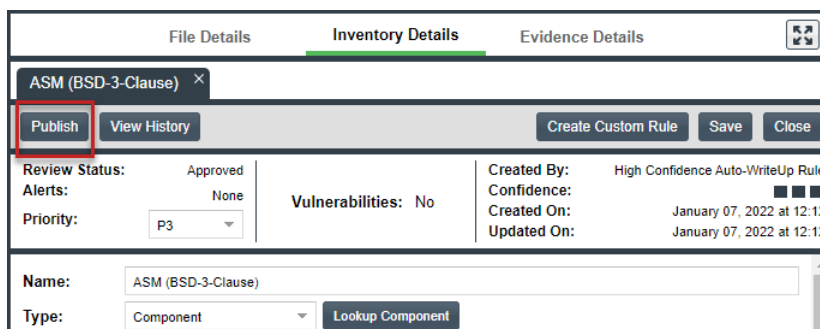 File Details Inventory Details Evidence Details
ASM (BSD-3-Clause) ×
Publish View History Create Custom Rule Save Close
Review Status: Approved
Alerts: None
Priority: P3
Vulnerabilities: No
Created By: High Confidence Auto-WriteUp Rule
Confidence:
Created On: January 07, 2022 at 12:12
Updated On: January 07, 2022 at 12:12
Name: ASM (BSD-3-Clause)
Type: Component Lookup Component